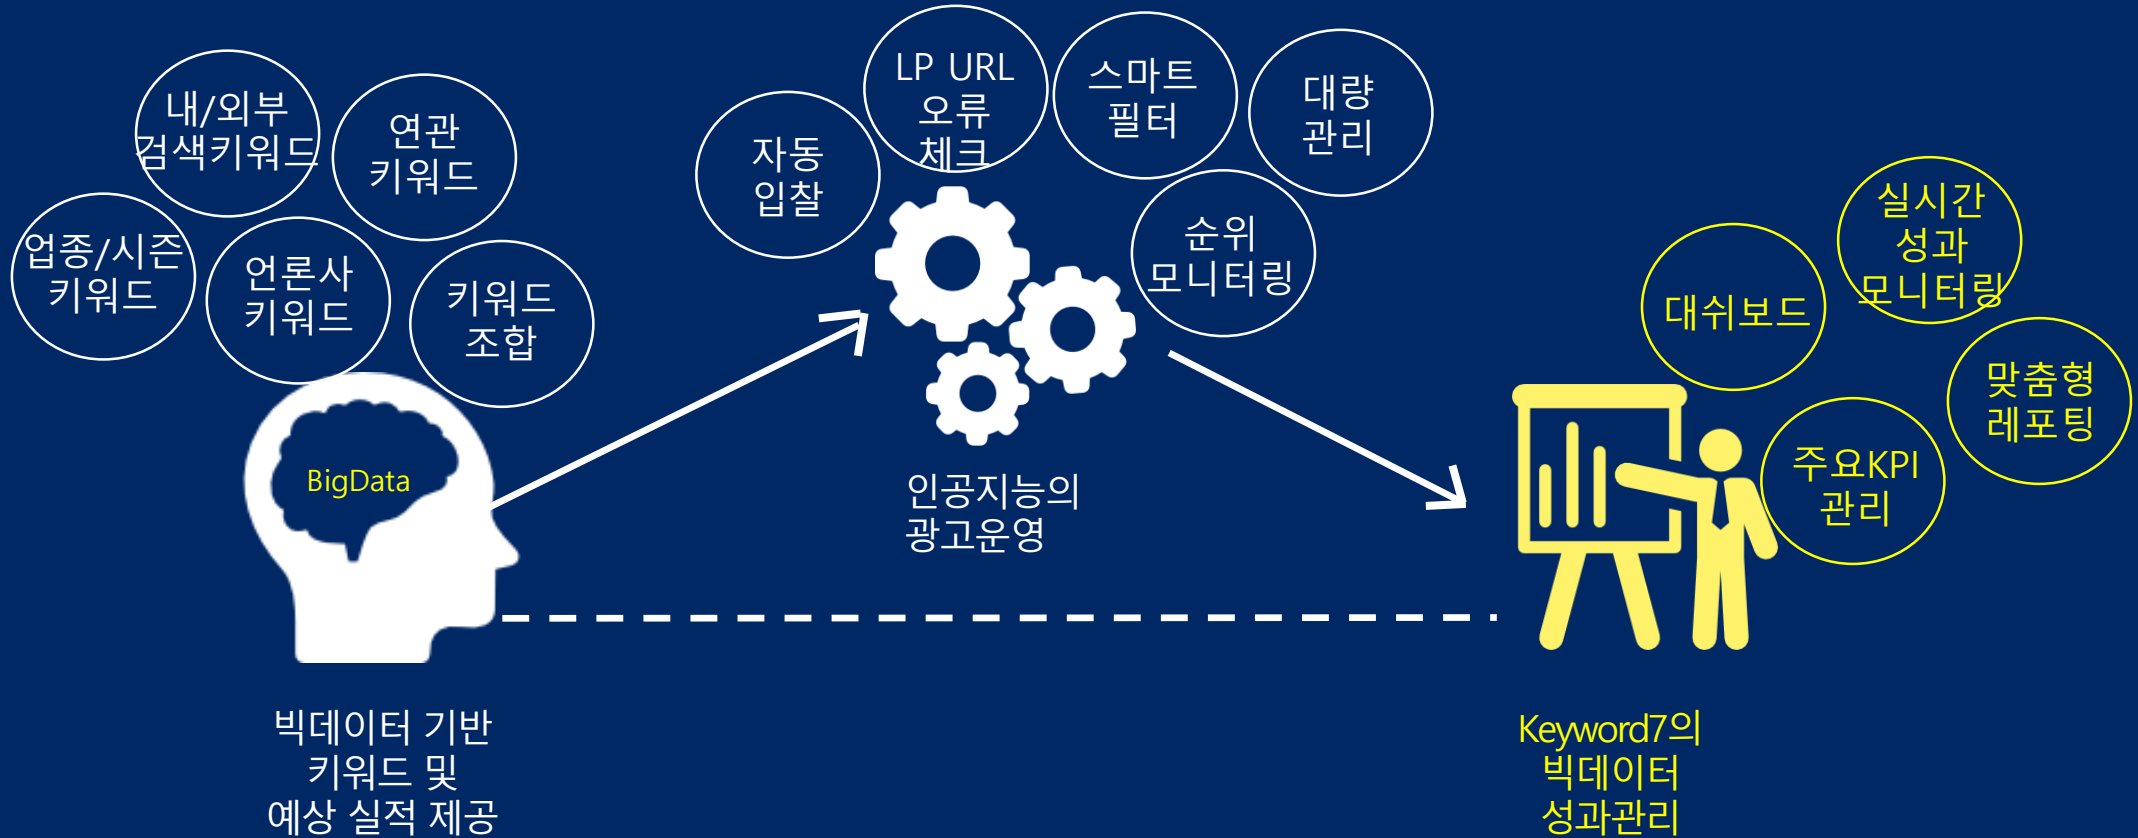 내/외부
검색키워드
연관
키워드
업종/시즌
키워드
언론사
키워드
키워드
조합
BigData
빅데이터 기반
키워드 및
예상 실적 제공
자동
입찰
LP URL
오류
체크
스마트
필터
대량
관리
순위
모니터링
인공지능의
광고운영
대쉬보드
실시간
성과
모니터링
맞춤형
레포팅
주요KPI
관리
Keyword7의
빅데이터
성과관리